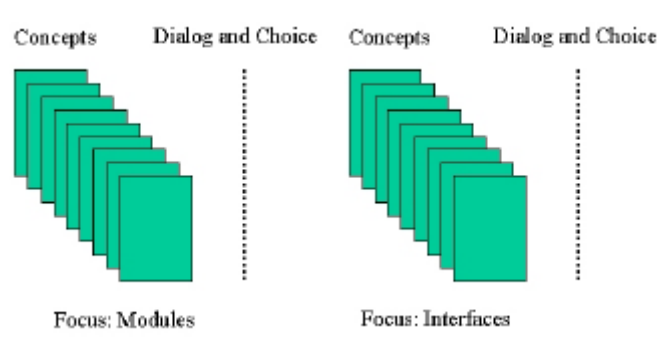 Concepts Dialog and Choice Concepts Dialog and Choice
Focus: Modules Focus: Interfaces